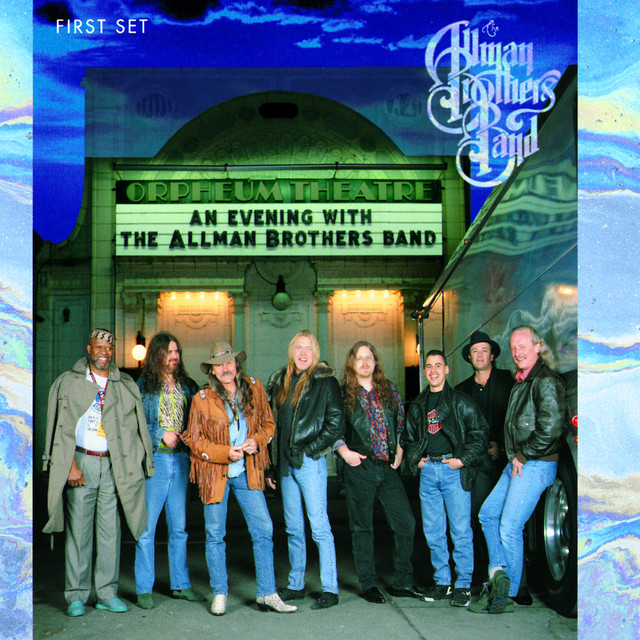 FIRST SET
The
Allman
Brothers
Band
ORPHEUM THEATRE
AN EVENING WITH
THE ALLMAN BROTHERS BAND